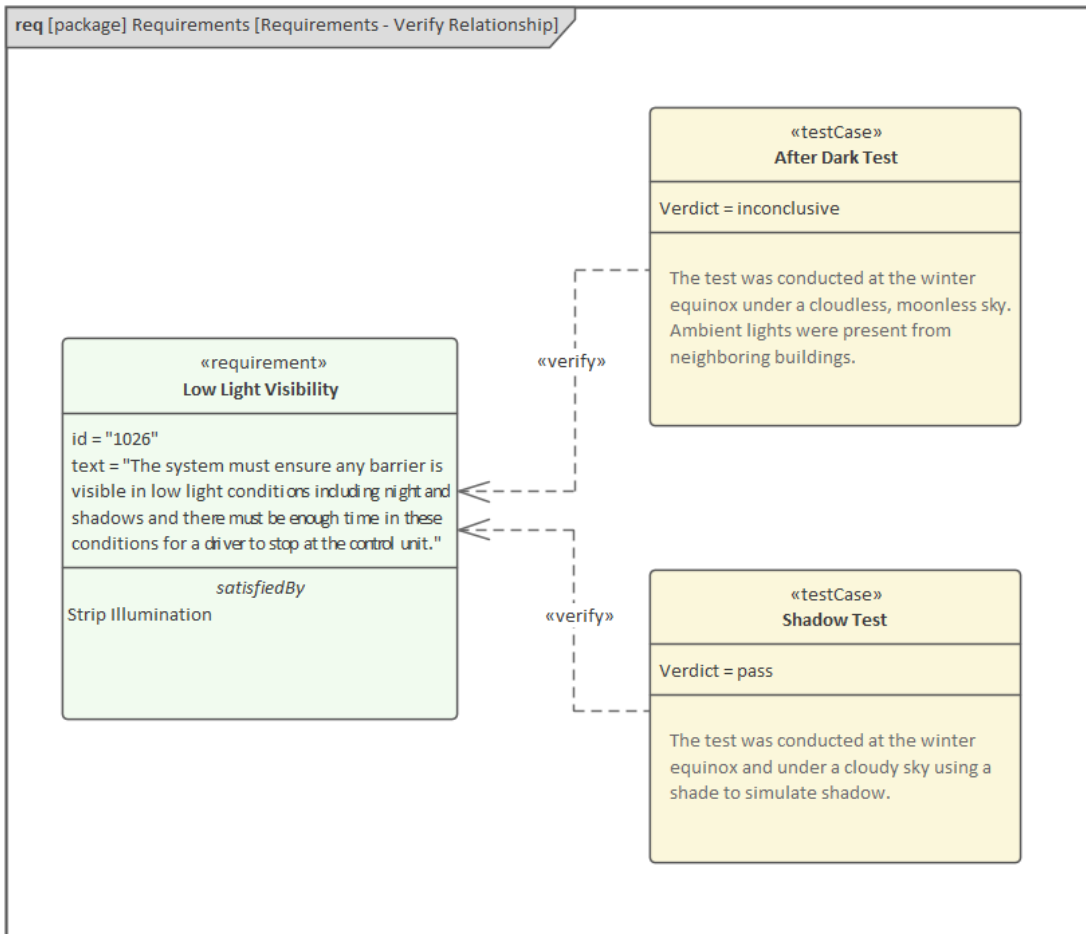 req [package] Requirements [Requirements - Verify Relationship]
«testCase»
After Dark Test
Verdict = inconclusive
The test was conducted at the winter
equinox under a cloudless, moonless sky.
Ambient lights were present from
neighboring buildings.
«verify»
«requirement»
Low Light Visibility
id = "1026"
text = "The system must ensure any barrier is
visible in low light conditions including night and
shadows and there must be enough time in these
conditions for a driver to stop at the control unit."
satisfiedBy
Strip Illumination
«verify»
«testCase»
Shadow Test
Verdict = pass
The test was conducted at the winter
equinox and under a cloudy sky using a
shade to simulate shadow.